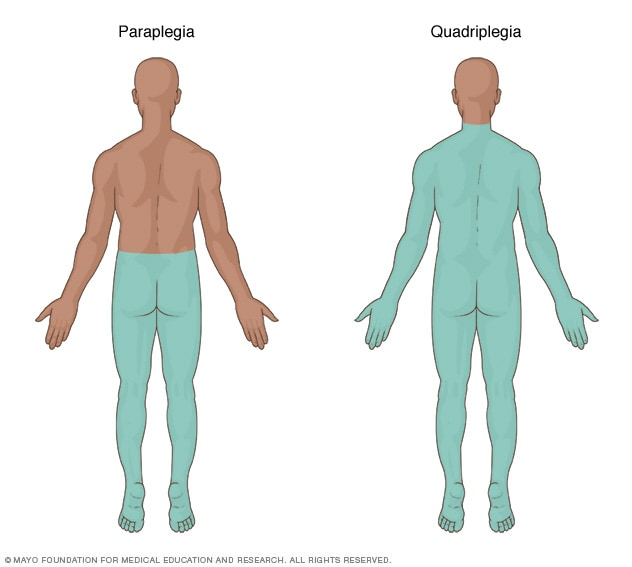 Paraplegia
Quadriplegia
© MAYO FOUNDATION FOR MEDICAL EDUCATION AND RESEARCH. ALL RIGHTS RESERVED.